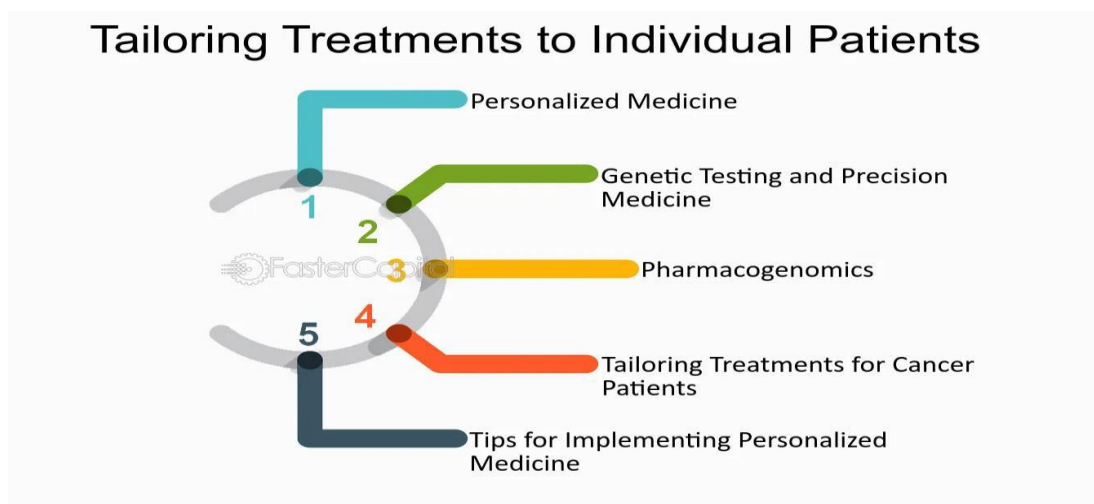 Tailoring Treatments to Individual Patients
Personalized Medicine
1
Genetic Testing and Precision
Medicine
2
FasterCapital
3
Pharmacogenomics
4
Tailoring Treatments for Cancer
Patients
5
Tips for Implementing Personalized
Medicine